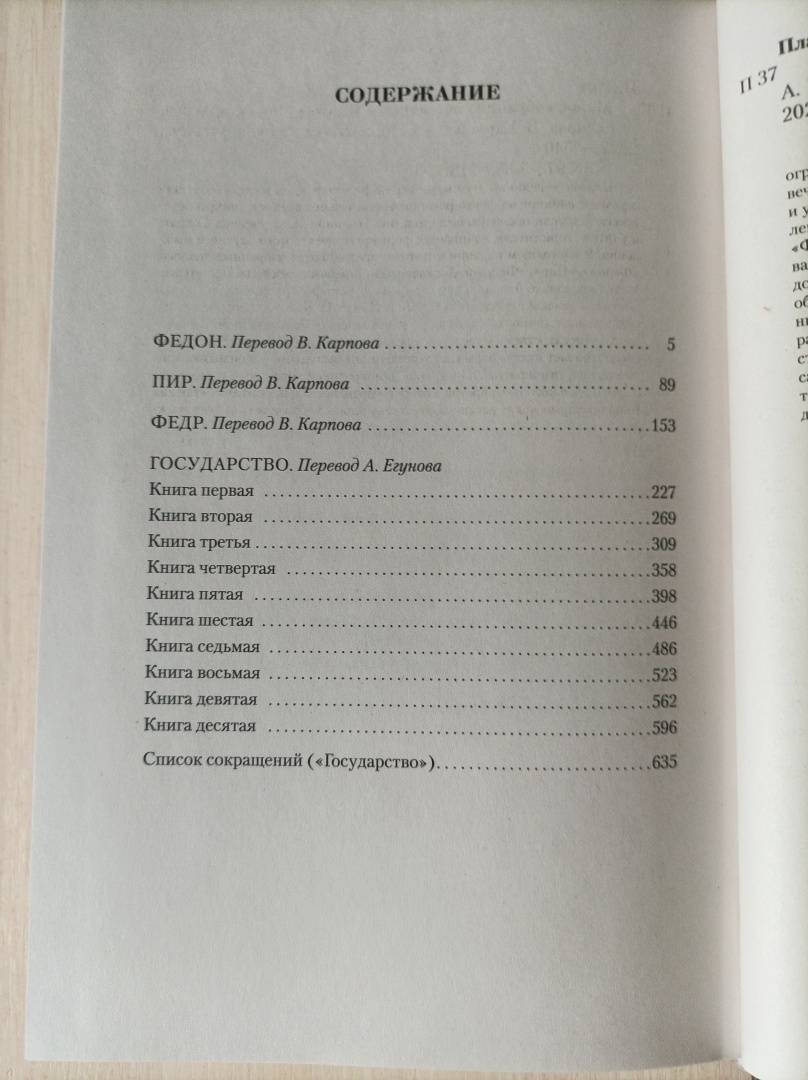 СОДЕРЖАНИЕ
ФЕДОН. Перевод В. Карпова 5
ПИР. Перевод В. Карпова 89
ФЕДР. Перевод В. Карпова 153
ГОСУДАРСТВО. Перевод А. Егунова
Книга первая 227
Книга вторая 269
Книга третья 309
Книга четвертая 358
Книга пятая 398
Книга шестая 446
Книга седьмая 486
Книга восьмая 523
Книга девятая 562
Книга десятая 596
Список сокращений («Государство») 635
П 37
А.